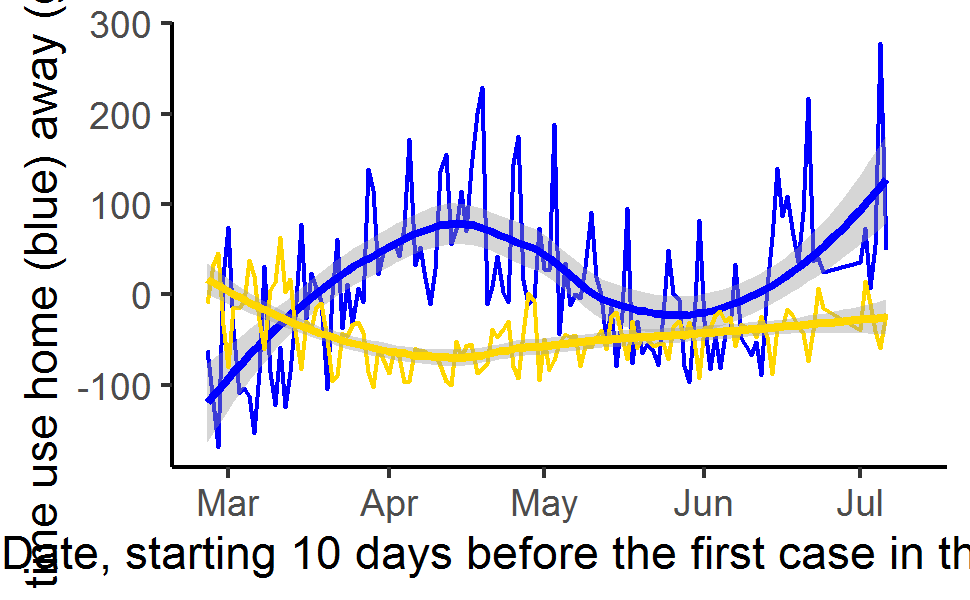 time use home (blue) away (
300
200
100
0
-100
Mar Apr May Jun Jul
Date, starting 10 days before the first case in th